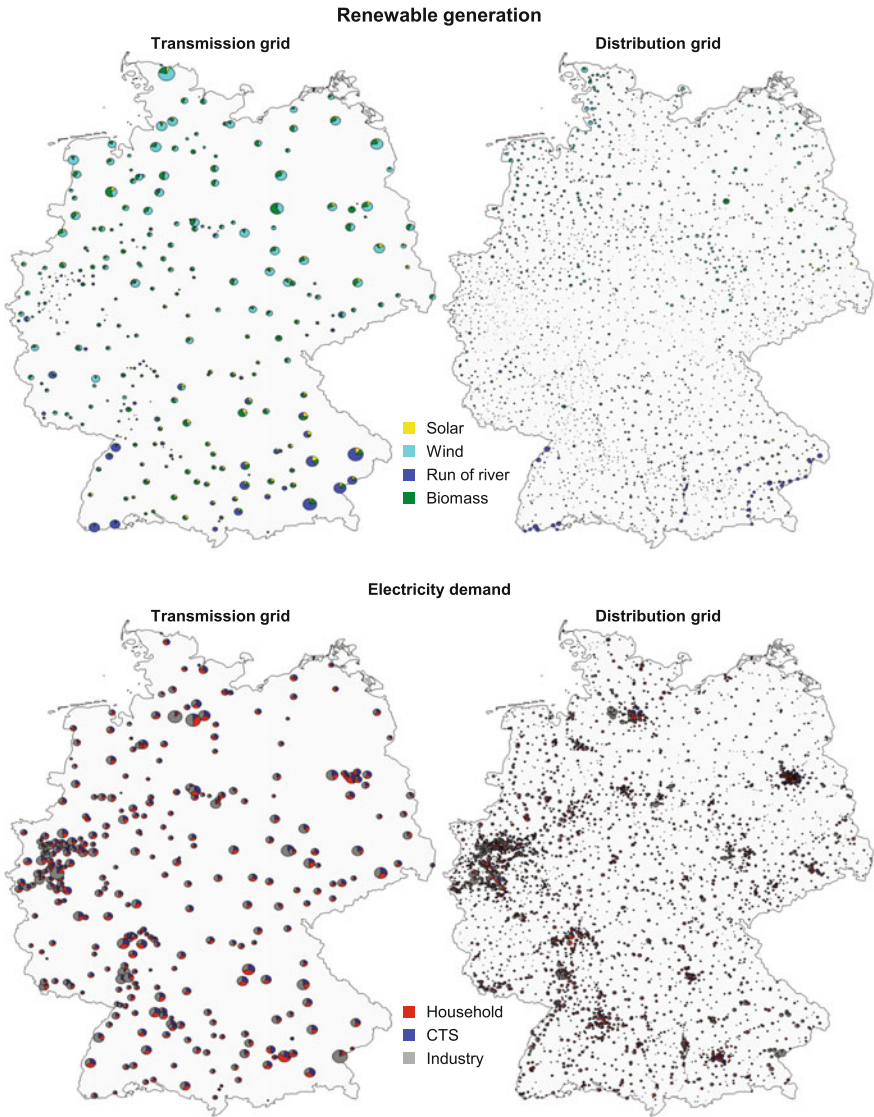 Renewable generation
Transmission grid
Distribution grid
Solar
Wind
Run of river
Biomass
Electricity demand
Transmission grid
Distribution grid
Household
CTS
Industry